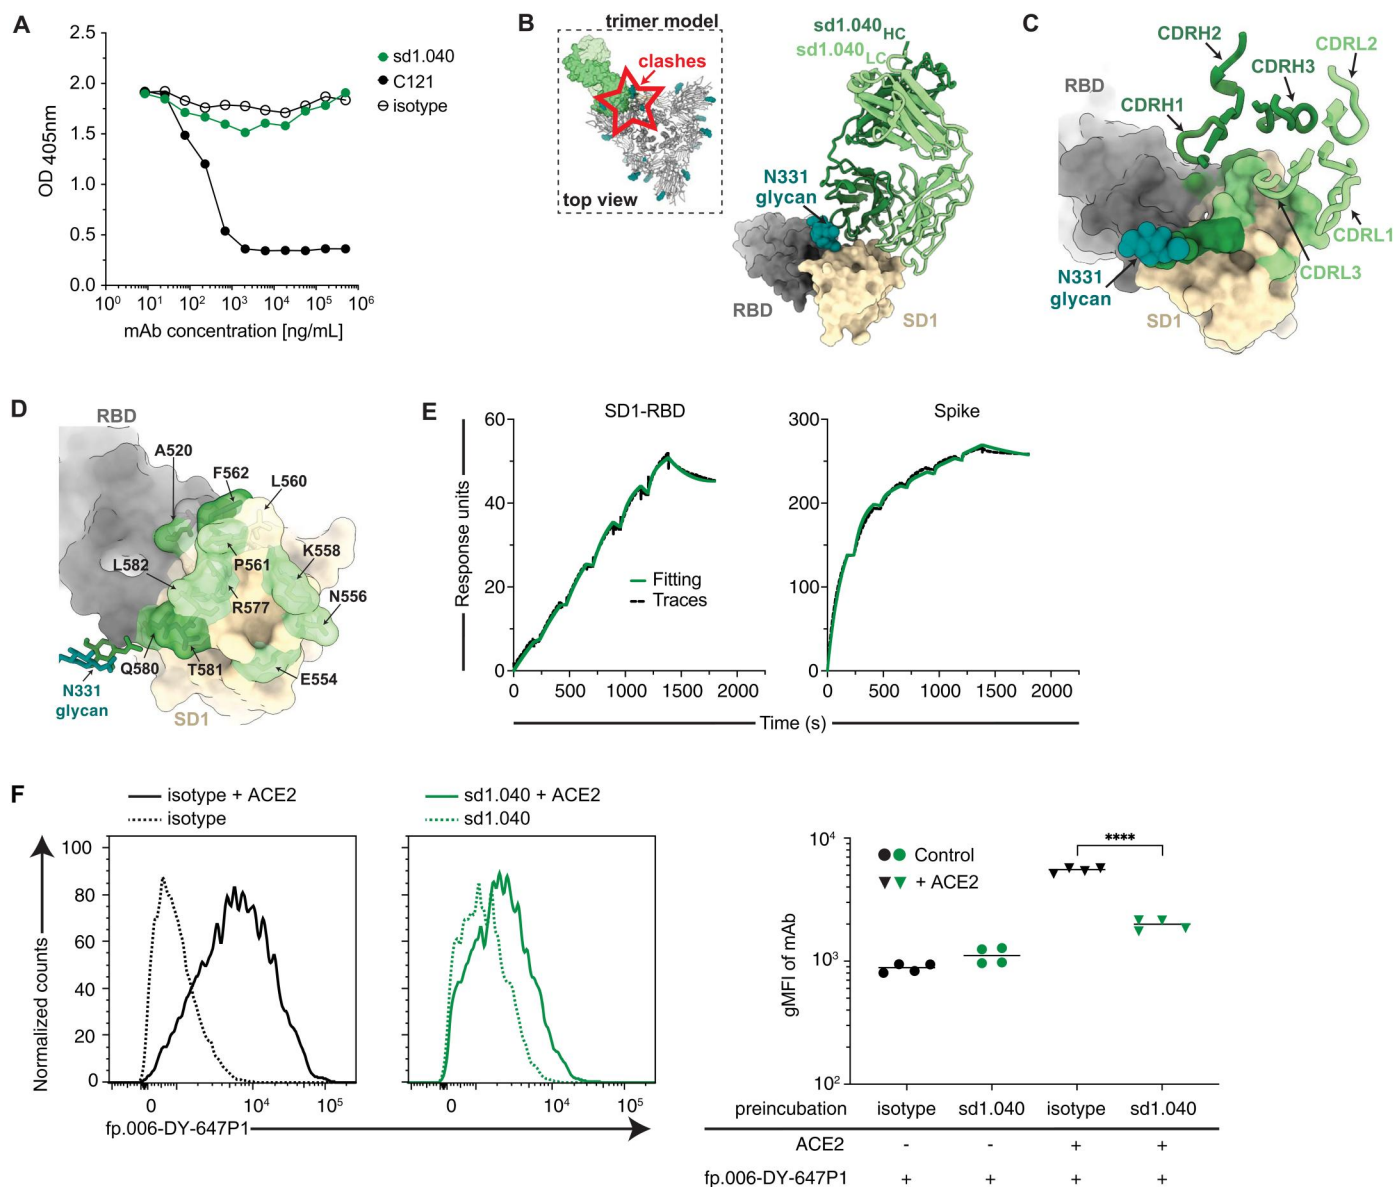 A
2.5
2.0
1.5
1.0
0.5
0.0
OD 405nm
10⁰ 10¹ 10² 10³ 10⁴ 10⁵ 10⁶
mAb concentration [ng/mL]
sd1.040
C121
isotype
B
trimer model
clashes
top view
sd1.040HC
sd1.040LC
N331
glycan
RBD
SD1
C
CDRH2
CDRL2
CDRH3
RBD
CDRH1
CDRL1
CDRL3
N331
glycan
SD1
D
RBD
A520
F562
L560
K558
L582
P561
N556
R577
Q580
T581
E554
N331
glycan
SD1
E
SD1-RBD
60
40
20
0
Response units
Fitting
Traces
0 500 1000 1500 2000
Spike
300
200
100
0
0 500 1000 1500 2000
Time (s)
F
isotype + ACE2
isotype
sd1.040 + ACE2
sd1.040
100
80
60
40
20
0
Normalized counts
0 10⁴ 10⁵
0 10⁴ 10⁵
fp.006-DY-647P1
10⁴
10³
10²
gMFI of mAb
Control
+ ACE2
****
preincubation isotype sd1.040 isotype sd1.040
ACE2 - - + +
fp.006-DY-647P1 + + + +